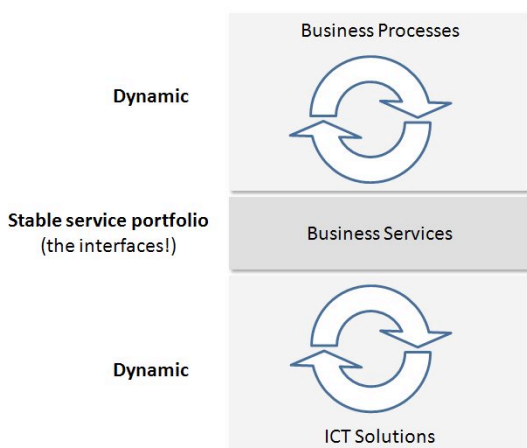 Business Processes
Dynamic
Stable service portfolio
(the interfaces!)
Business Services
Dynamic
ICT Solutions